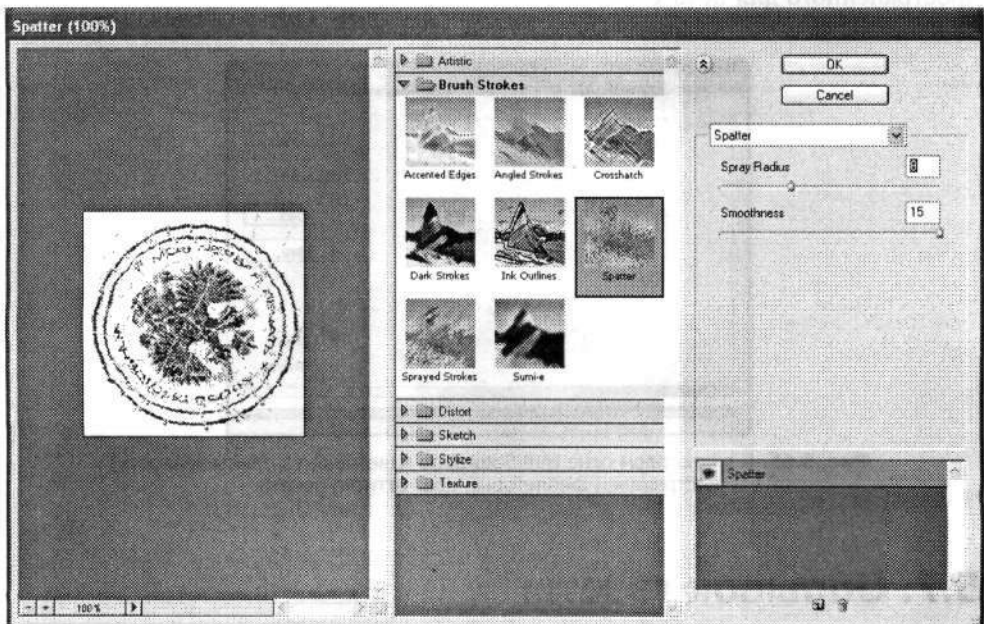 Spatter (100%)
Artistic
Brush Strokes
Accented Edges
Angled Strokes
Crosshatch
Dark Strokes
Ink Outlines
Spatter
Sprayed Strokes
Sumi-e
Distort
Sketch
Stylize
Texture
100%
OK
Cancel
Spatter
Spray Radius
Smoothness
15
Spatter